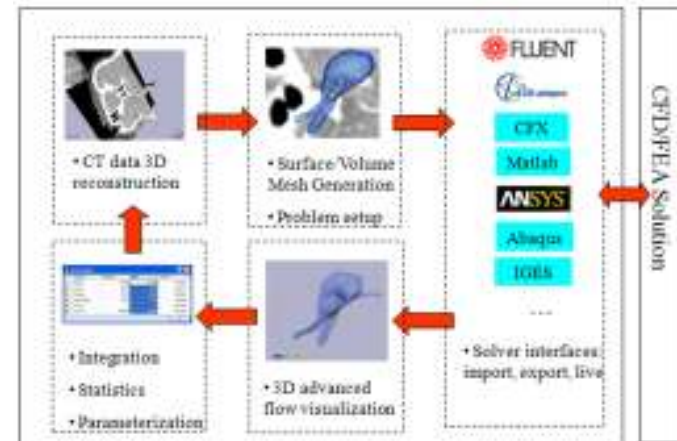 • CT data 3D
reconstruction
• Surface/Volume
Mesh Generation
• Problem setup
FLUENT
CFX
Matlab
ANSYS
Abaqus
IGES
...
• Solver interfaces:
import, export, live
• 3D advanced
flow visualization
• Integration
• Statistics
• Parameterization
CFD/FEA Solution